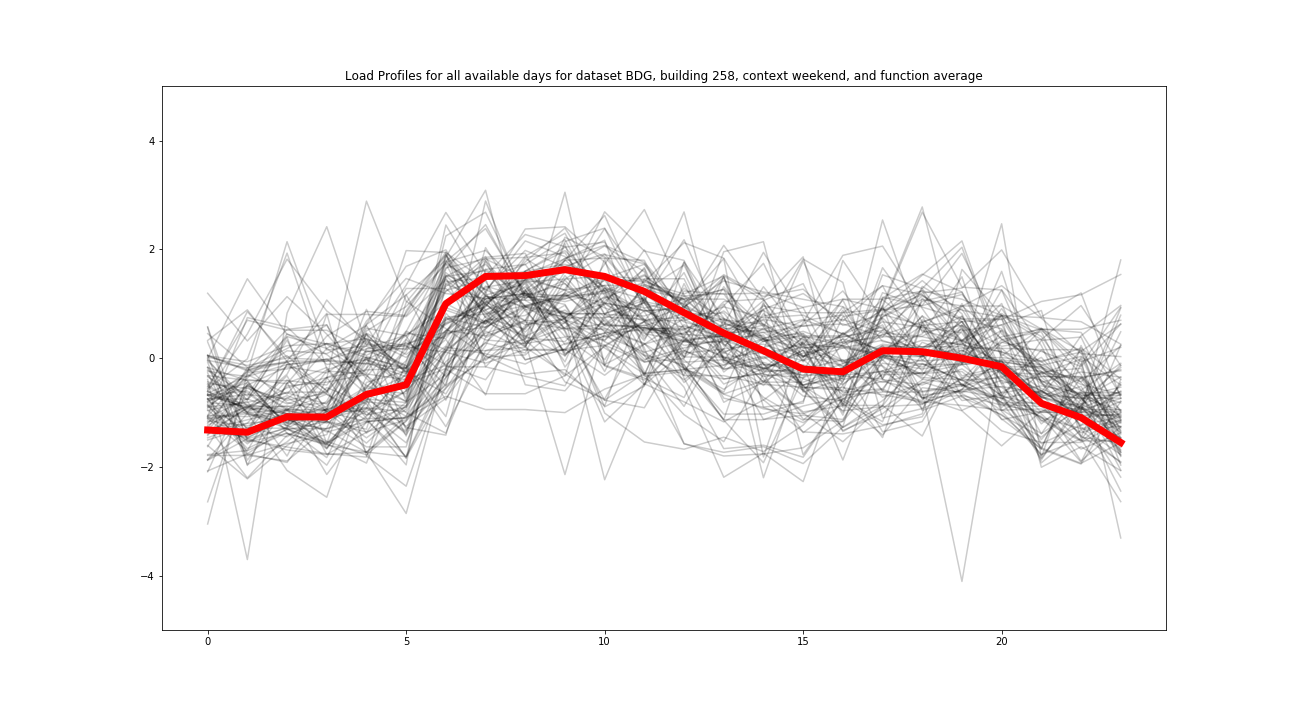 Load Profiles for all available days for dataset BDG, building 258, context weekend, and function average
4
2
0
−2
−4
0 5 10 15 20